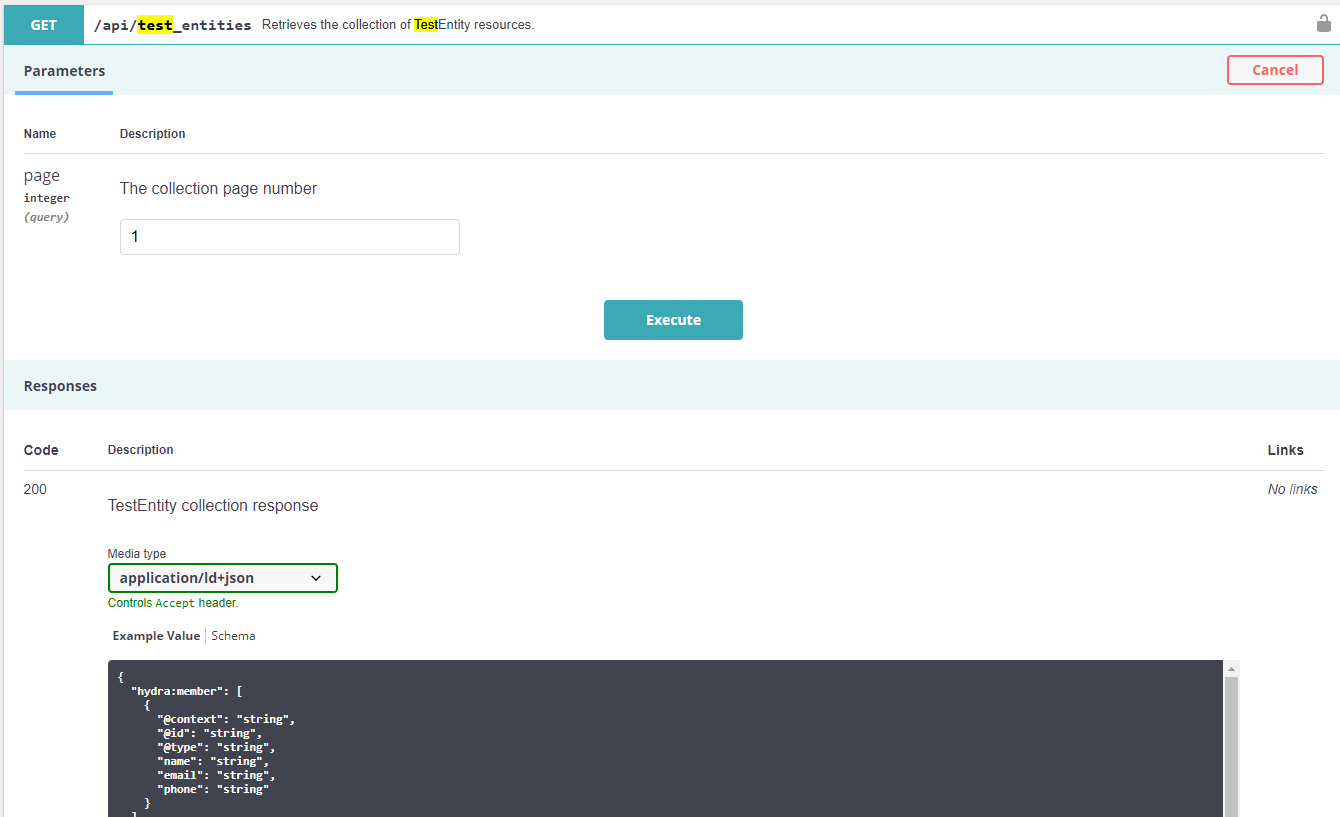 GET /api/test_entities Retrieves the collection of TestEntity resources.
Parameters Cancel
Name Description
page
integer
(query)
The collection page number
1
Execute
Responses
Code Description Links
200 TestEntity collection response No links
Media type
application/ld+json
Controls Accept header.
Example Value Schema
{
  "hydra:member": [
    {
      "@context": "string",
      "@id": "string",
      "@type": "string",
      "name": "string",
      "email": "string",
      "phone": "string"
    }
  ]